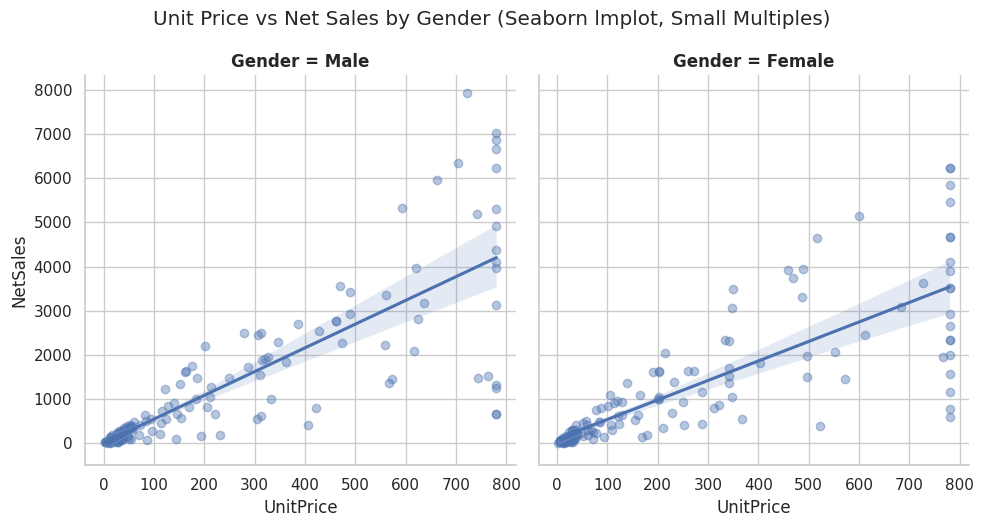 Unit Price vs Net Sales by Gender (Seaborn lmplot, Small Multiples)
Gender = Male
Gender = Female
8000
7000
6000
5000
4000
3000
2000
1000
0
NetSales
0 100 200 300 400 500 600 700 800
0 100 200 300 400 500 600 700 800
UnitPrice
UnitPrice